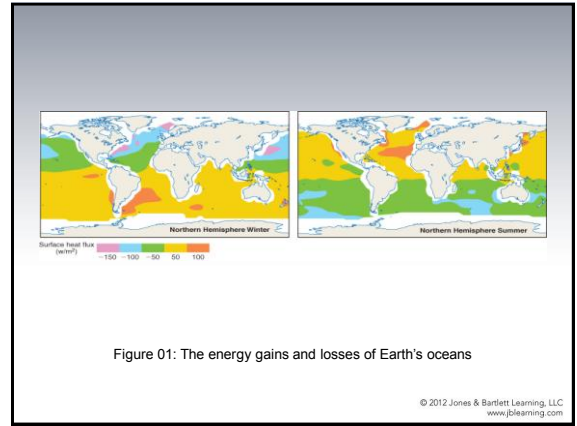 Northern Hemisphere Winter
Northern Hemisphere Summer
Surface heat flux
(w/m²)
−150 −100 −50 50 100
Figure 01: The energy gains and losses of Earth's oceans
© 2012 Jones & Bartlett Learning, LLC
www.jblearning.com